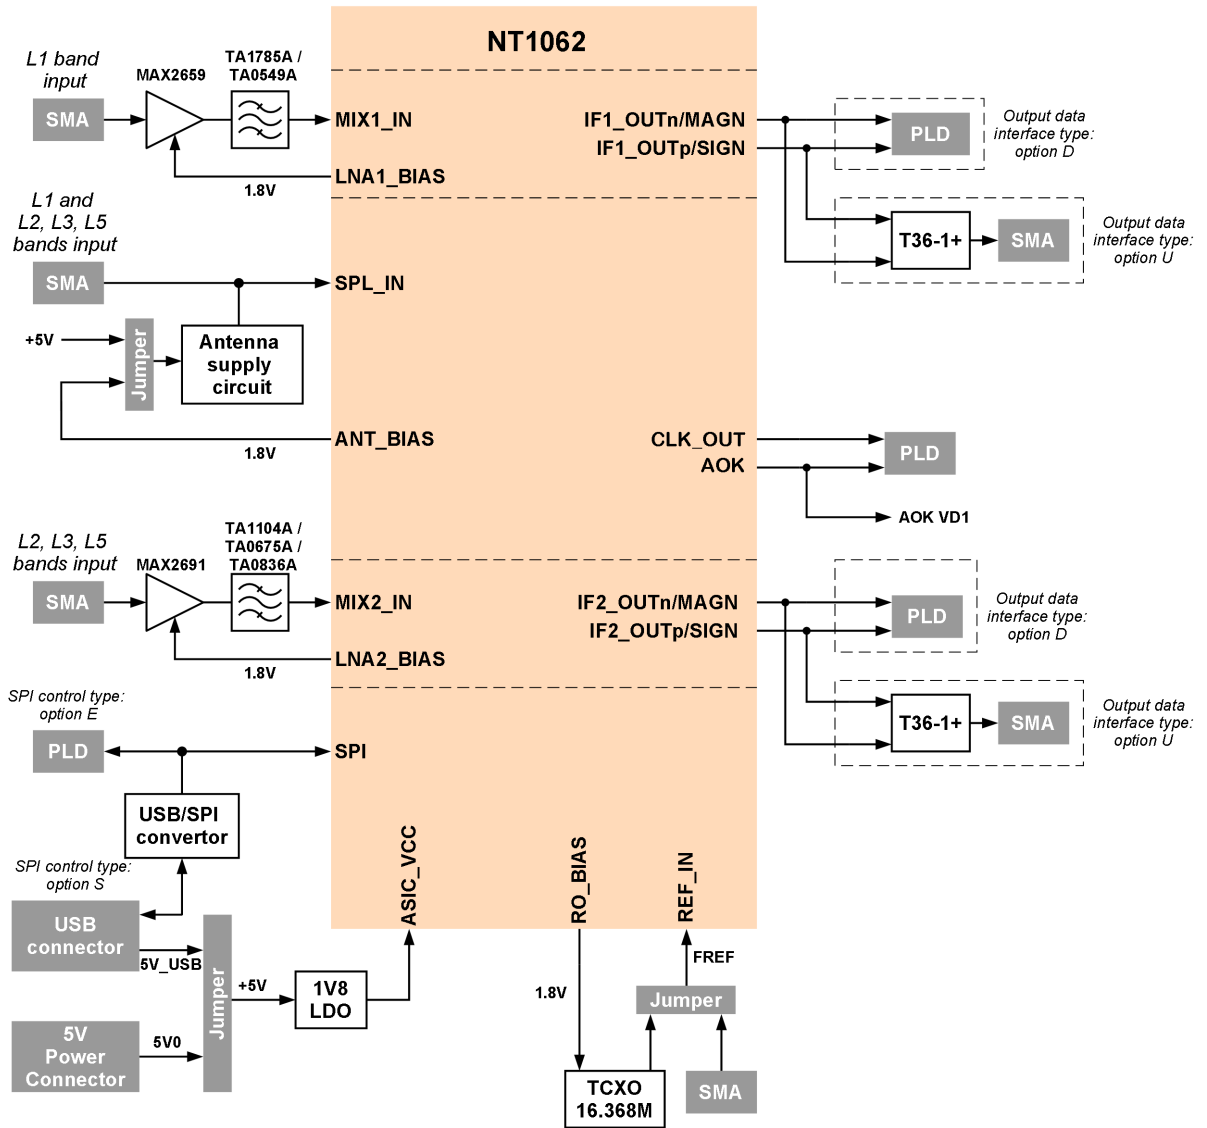 NT1062
L1 band
input
SMA
MAX2659
TA1785A /
TA0549A
MIX1_IN
LNA1_BIAS
1.8V
IF1_OUTn/MAGN
IF1_OUTp/SIGN
PLD
Output data
interface type:
option D
T36-1+
SMA
Output data
interface type:
option U
L1 and
L2, L3, L5
bands input
SMA
SPL_IN
+5V
Jumper
Antenna
supply
circuit
ANT_BIAS
1.8V
CLK_OUT
AOK
PLD
AOK VD1
L2, L3, L5
bands input
SMA
MAX2691
TA1104A /
TA0675A /
TA0836A
MIX2_IN
LNA2_BIAS
1.8V
IF2_OUTn/MAGN
IF2_OUTp/SIGN
PLD
Output data
interface type:
option D
T36-1+
SMA
Output data
interface type:
option U
SPI control type:
option E
PLD
SPI
USB/SPI
convertor
SPI control type:
option S
USB
connector
5V_USB
5V
Power
Connector
5V0
Jumper
+5V
1V8
LDO
ASIC_VCC
RO_BIAS
REF_IN
1.8V
FREF
Jumper
TCXO
16.368M
SMA